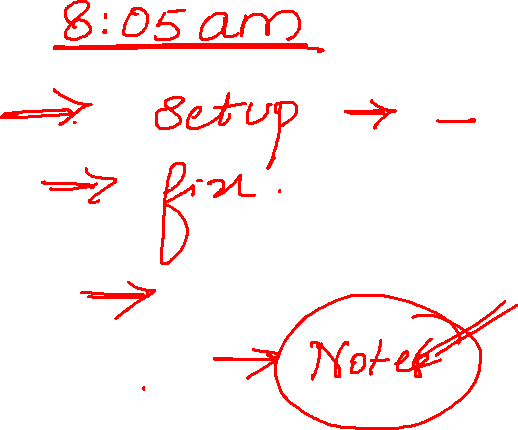 8:05 am
⇒ setup → _
⇒ fix.
→
→ Notes